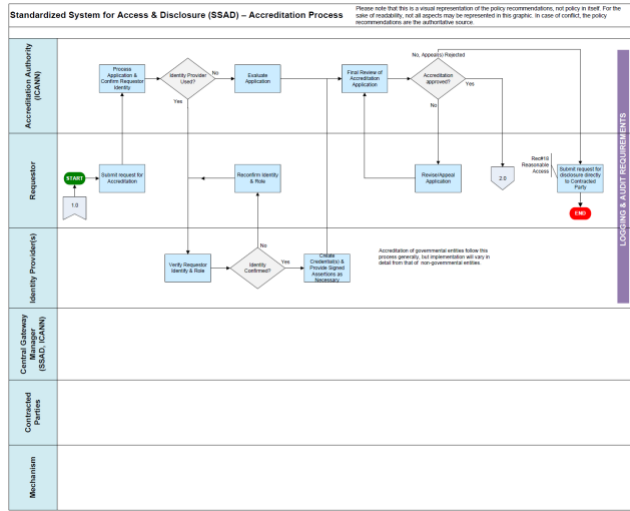 Standardized System for Access & Disclosure (SSAD) – Accreditation Process
Please note that this is a visual representation of the policy recommendations, not policy in itself. For the
sake of readability, not all aspects may be represented in this graphic. In case of conflict, the policy
recommendations are the authoritative source.
Accreditation Authority
(ICANN)
Process
Application &
Confirm Requestor
Identity
Identity Provider
Used?
No
Yes
Evaluate
Application
Final Review of
Accreditation
Application
No, Appeal(s) Rejected
Accreditation
approved?
Yes
No
LOGGING & AUDIT REQUIREMENTS
Requestor
START
1.0
Submit request for
Accreditation
Reconfirm Identity
& Role
Revise/Appeal
Application
2.0
Rec#18
Reasonable
Access
Submit request for
disclosure directly
to Contracted
Party
END
Identity Provider(s)
Verify Requestor
Identity & Role
No
Identity
Confirmed?
Yes
Create
Credential(s) &
Provide Signed
Assertions as
Necessary
Accreditation of governmental entities follow this
process generally, but implementation will vary in
detail from that of non-governmental entities
Central Gateway
Manager
(SSAD, ICANN)
Contracted
Parties
Mechanism